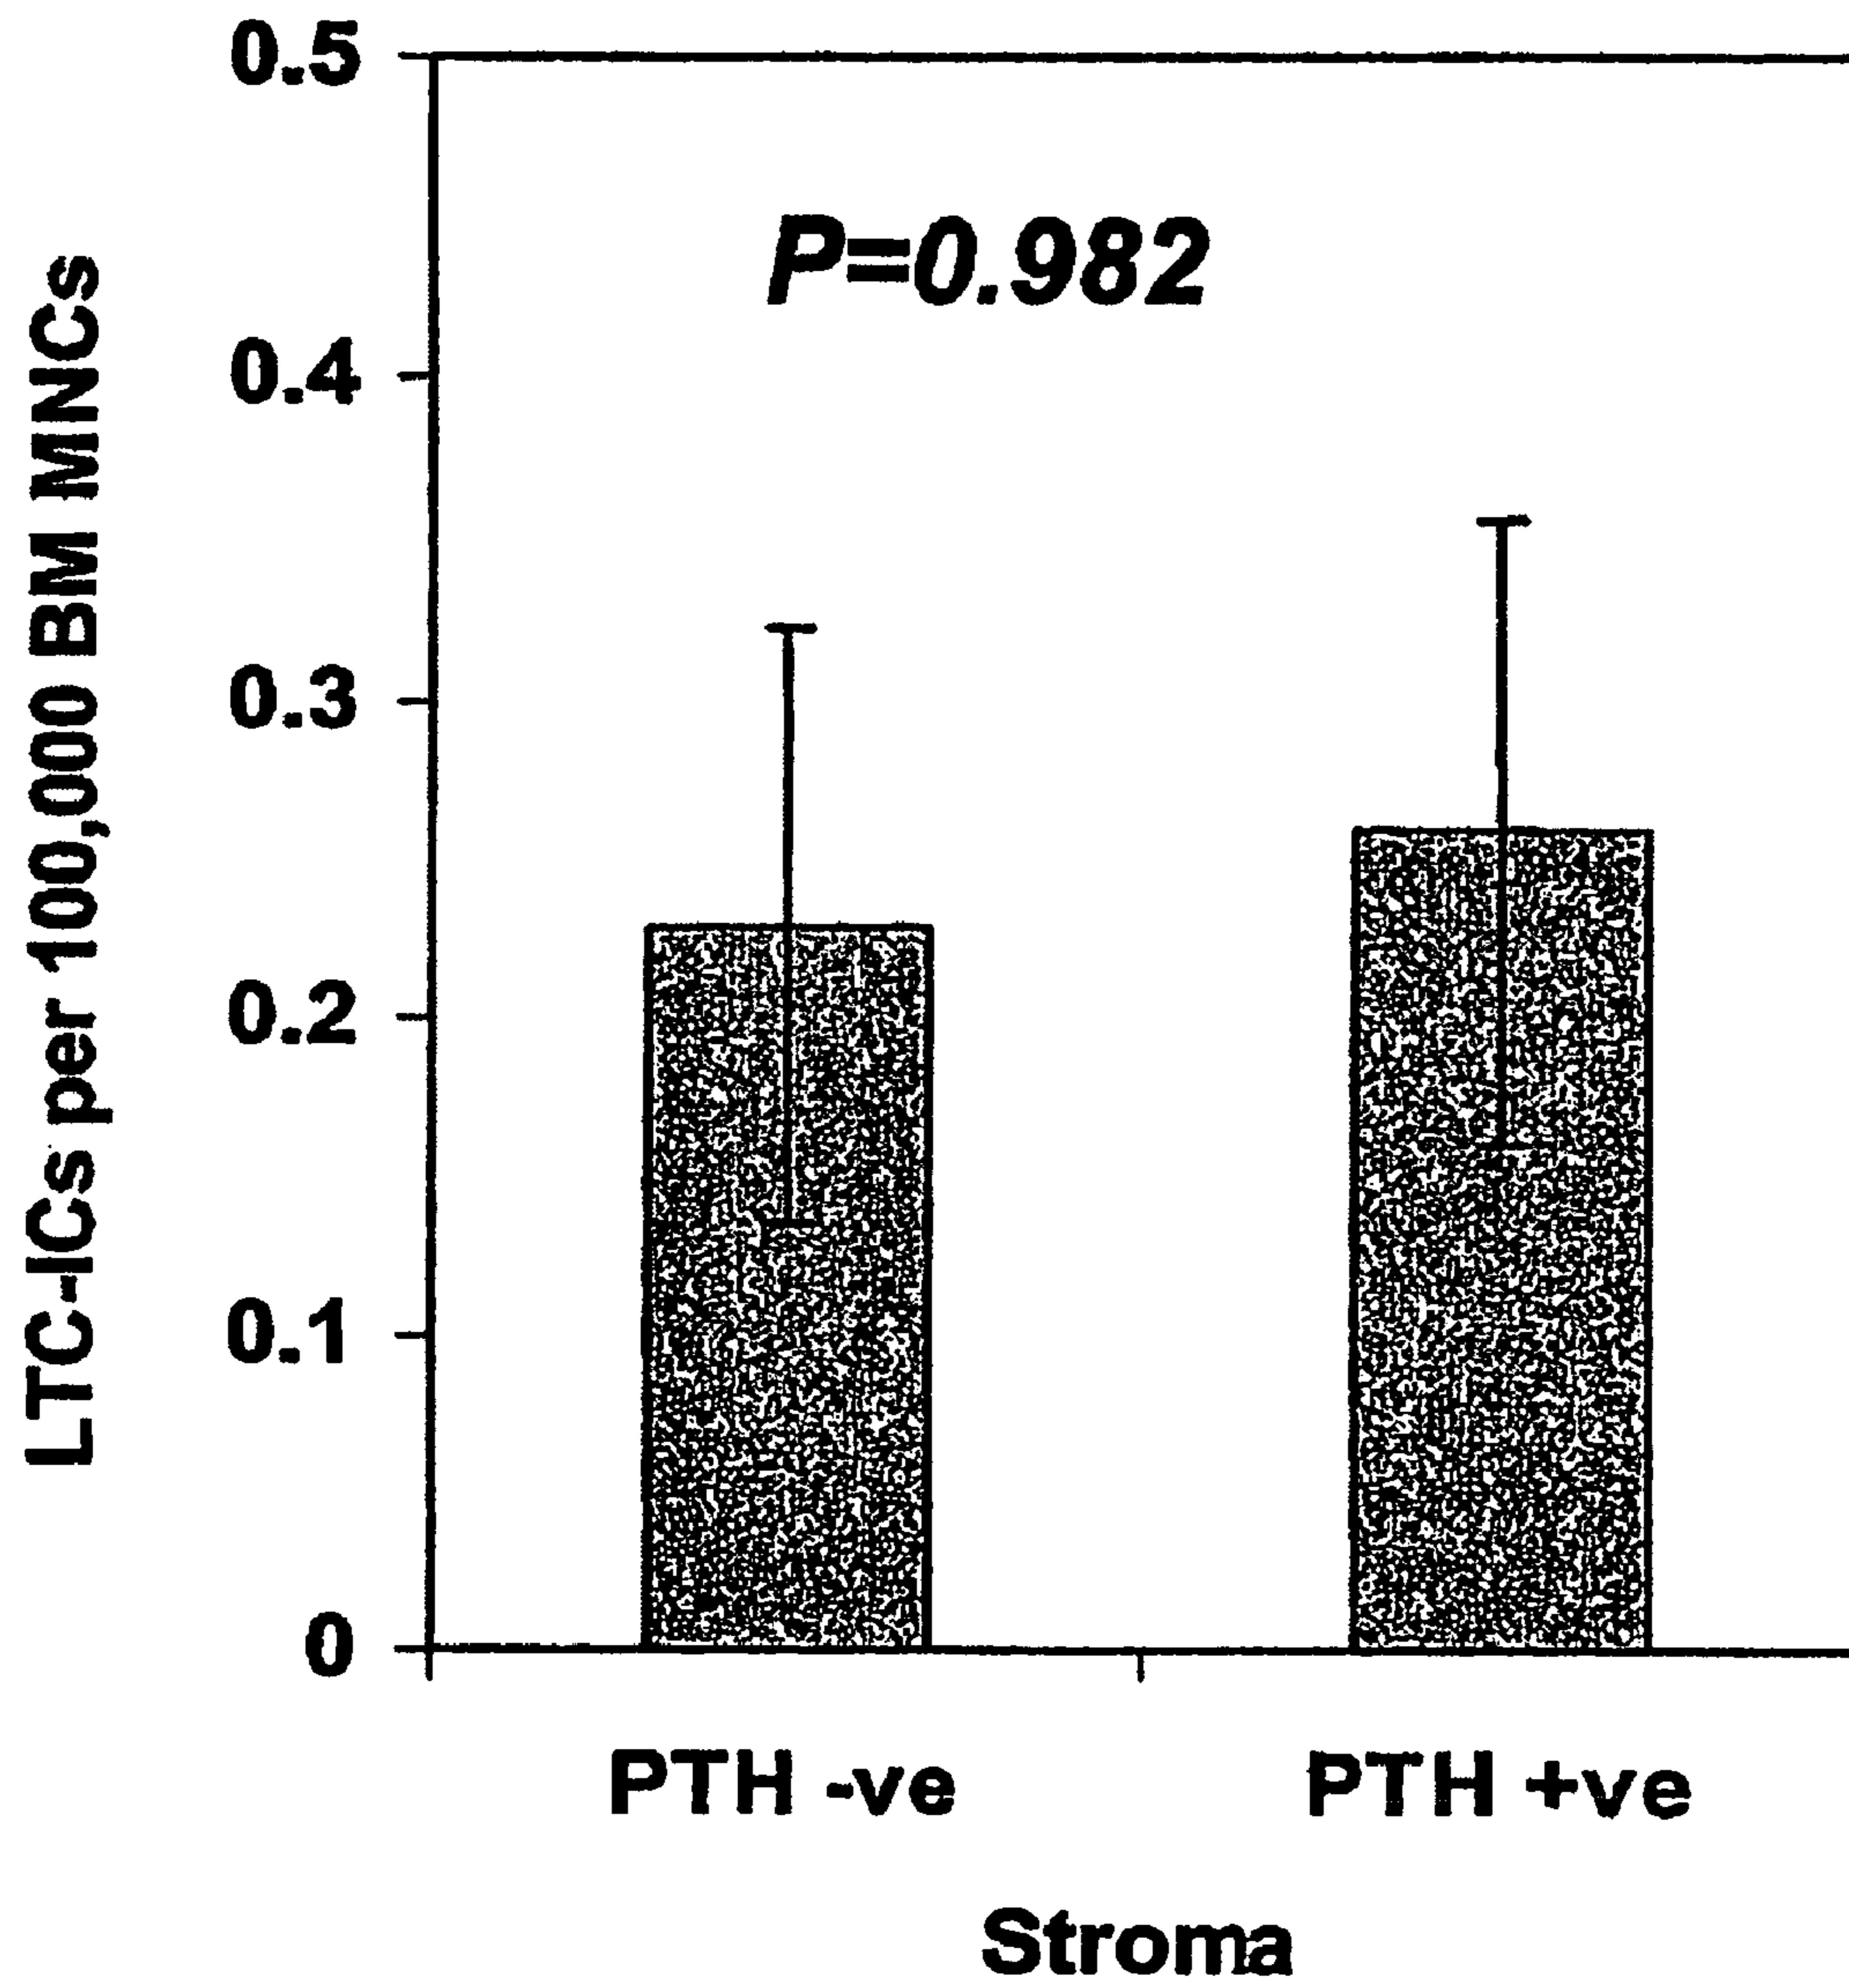 LTC-ICs per 100,000 BM MNCs
0.5
0.4
0.3
0.2
0.1
0
P=0.982
PTH -ve
PTH +ve
Stroma